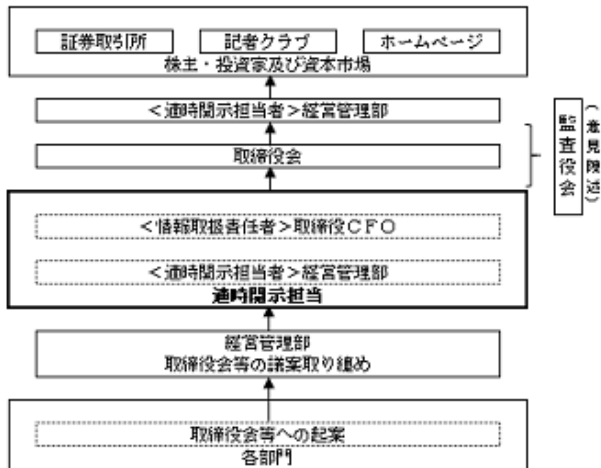 証券取引所
記者クラブ
ホームページ
株主・投資家及び資本市場
＜適時開示担当者＞経営管理部
取締役会
監査役会
（意見陳述）
＜情報取扱責任者＞取締役ＣＦＯ
＜適時開示担当者＞経営管理部
適時開示担当
経営管理部
取締役会等の議案取り纏め
取締役会等への起案
各部門